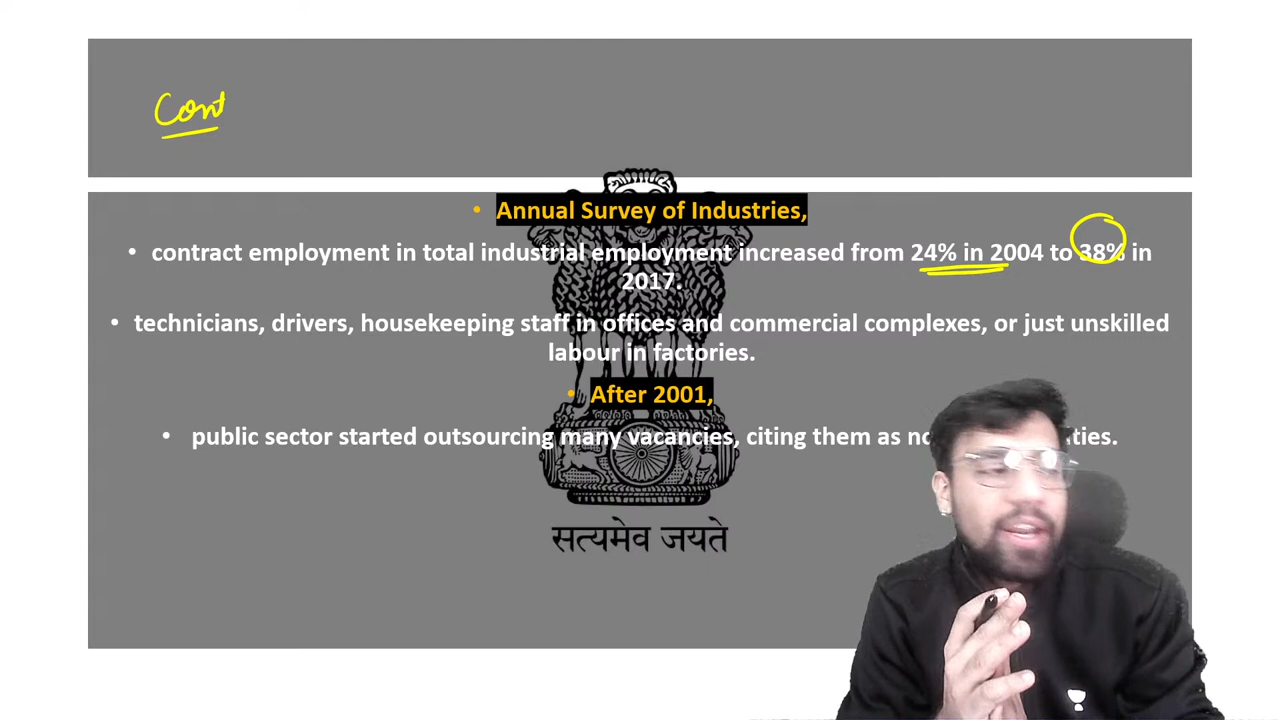 Cont
• Annual Survey of Industries,
• contract employment in total industrial employment increased from 24% in 2004 to 38% in
2017.
• technicians, drivers, housekeeping staff in offices and commercial complexes, or just unskilled
labour in factories.
• After 2001,
• public sector started outsourcing many vacancies, citing them as
सत्यमेव जयते